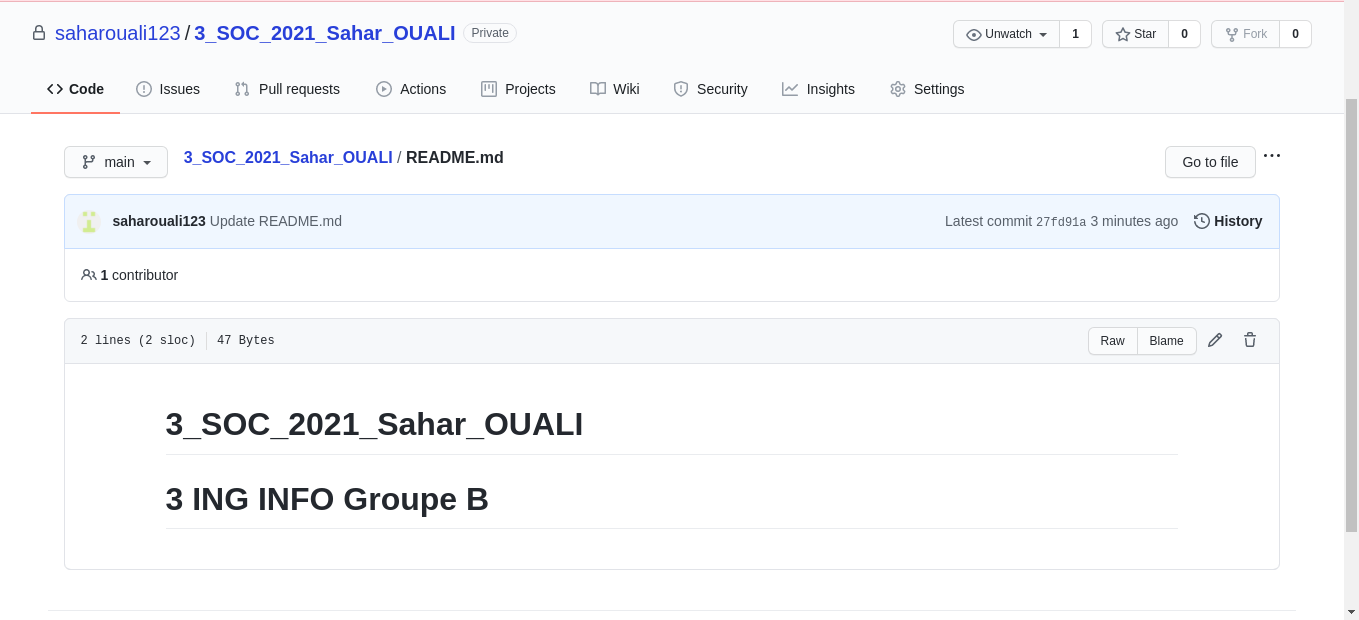 saharouali123 / 3_SOC_2021_Sahar_OUALI Private Unwatch 1 Star 0 Fork 0
Code Issues Pull requests Actions Projects Wiki Security Insights Settings
main 3_SOC_2021_Sahar_OUALI / README.md Go to file ...
saharouali123 Update README.md Latest commit 27fd91a 3 minutes ago History
1 contributor
2 lines (2 sloc) 47 Bytes Raw Blame
3_SOC_2021_Sahar_OUALI
3 ING INFO Groupe B